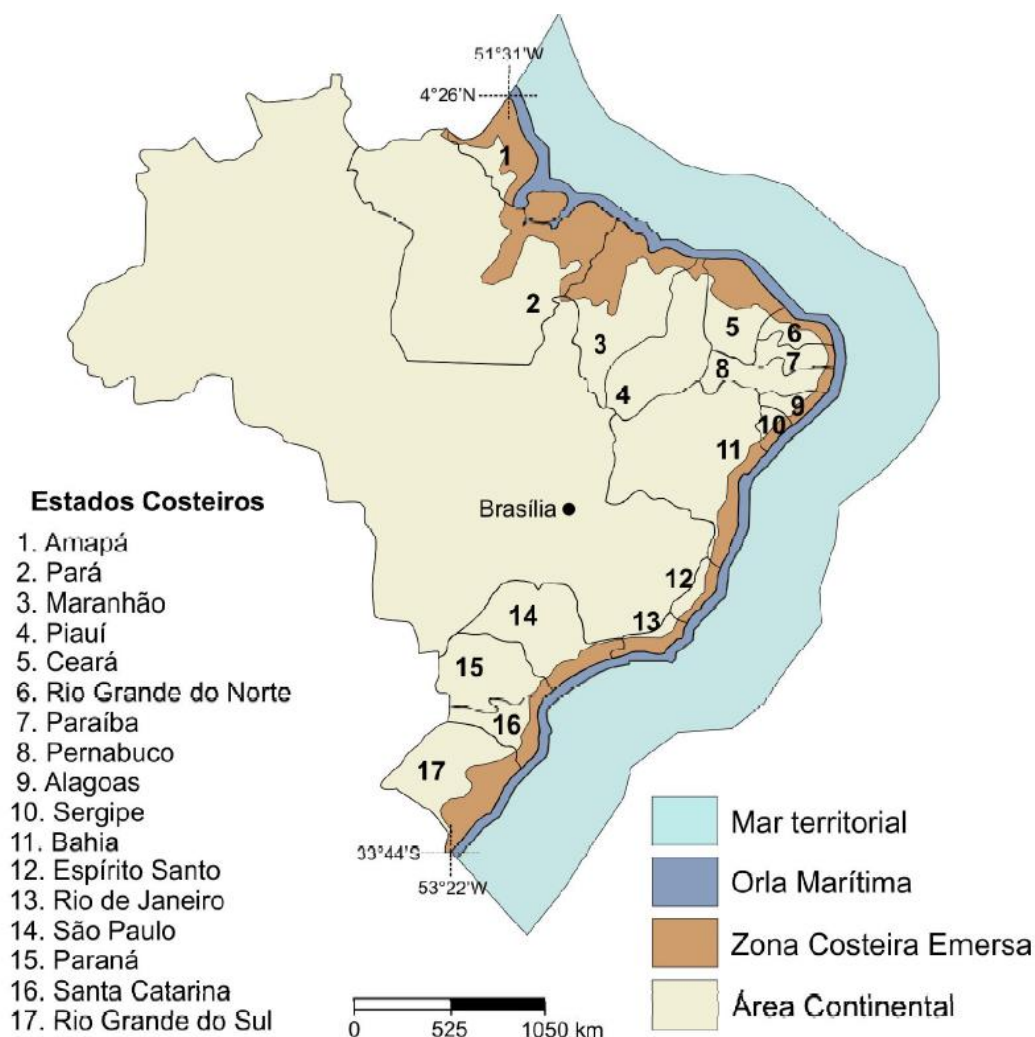 51°31'W
4°26'N
1
2
3
4
5
6
7
8
9
10
11
Brasília
12
13
14
15
16
17
33°44'S
53°22'W
Estados Costeiros
1. Amapá
2. Pará
3. Maranhão
4. Piauí
5. Ceará
6. Rio Grande do Norte
7. Paraíba
8. Pernabuco
9. Alagoas
10. Sergipe
11. Bahia
12. Espírito Santo
13. Rio de Janeiro
14. São Paulo
15. Paraná
16. Santa Catarina
17. Rio Grande do Sul
Mar territorial
Orla Marítima
Zona Costeira Emersa
Área Continental
0 525 1050 km